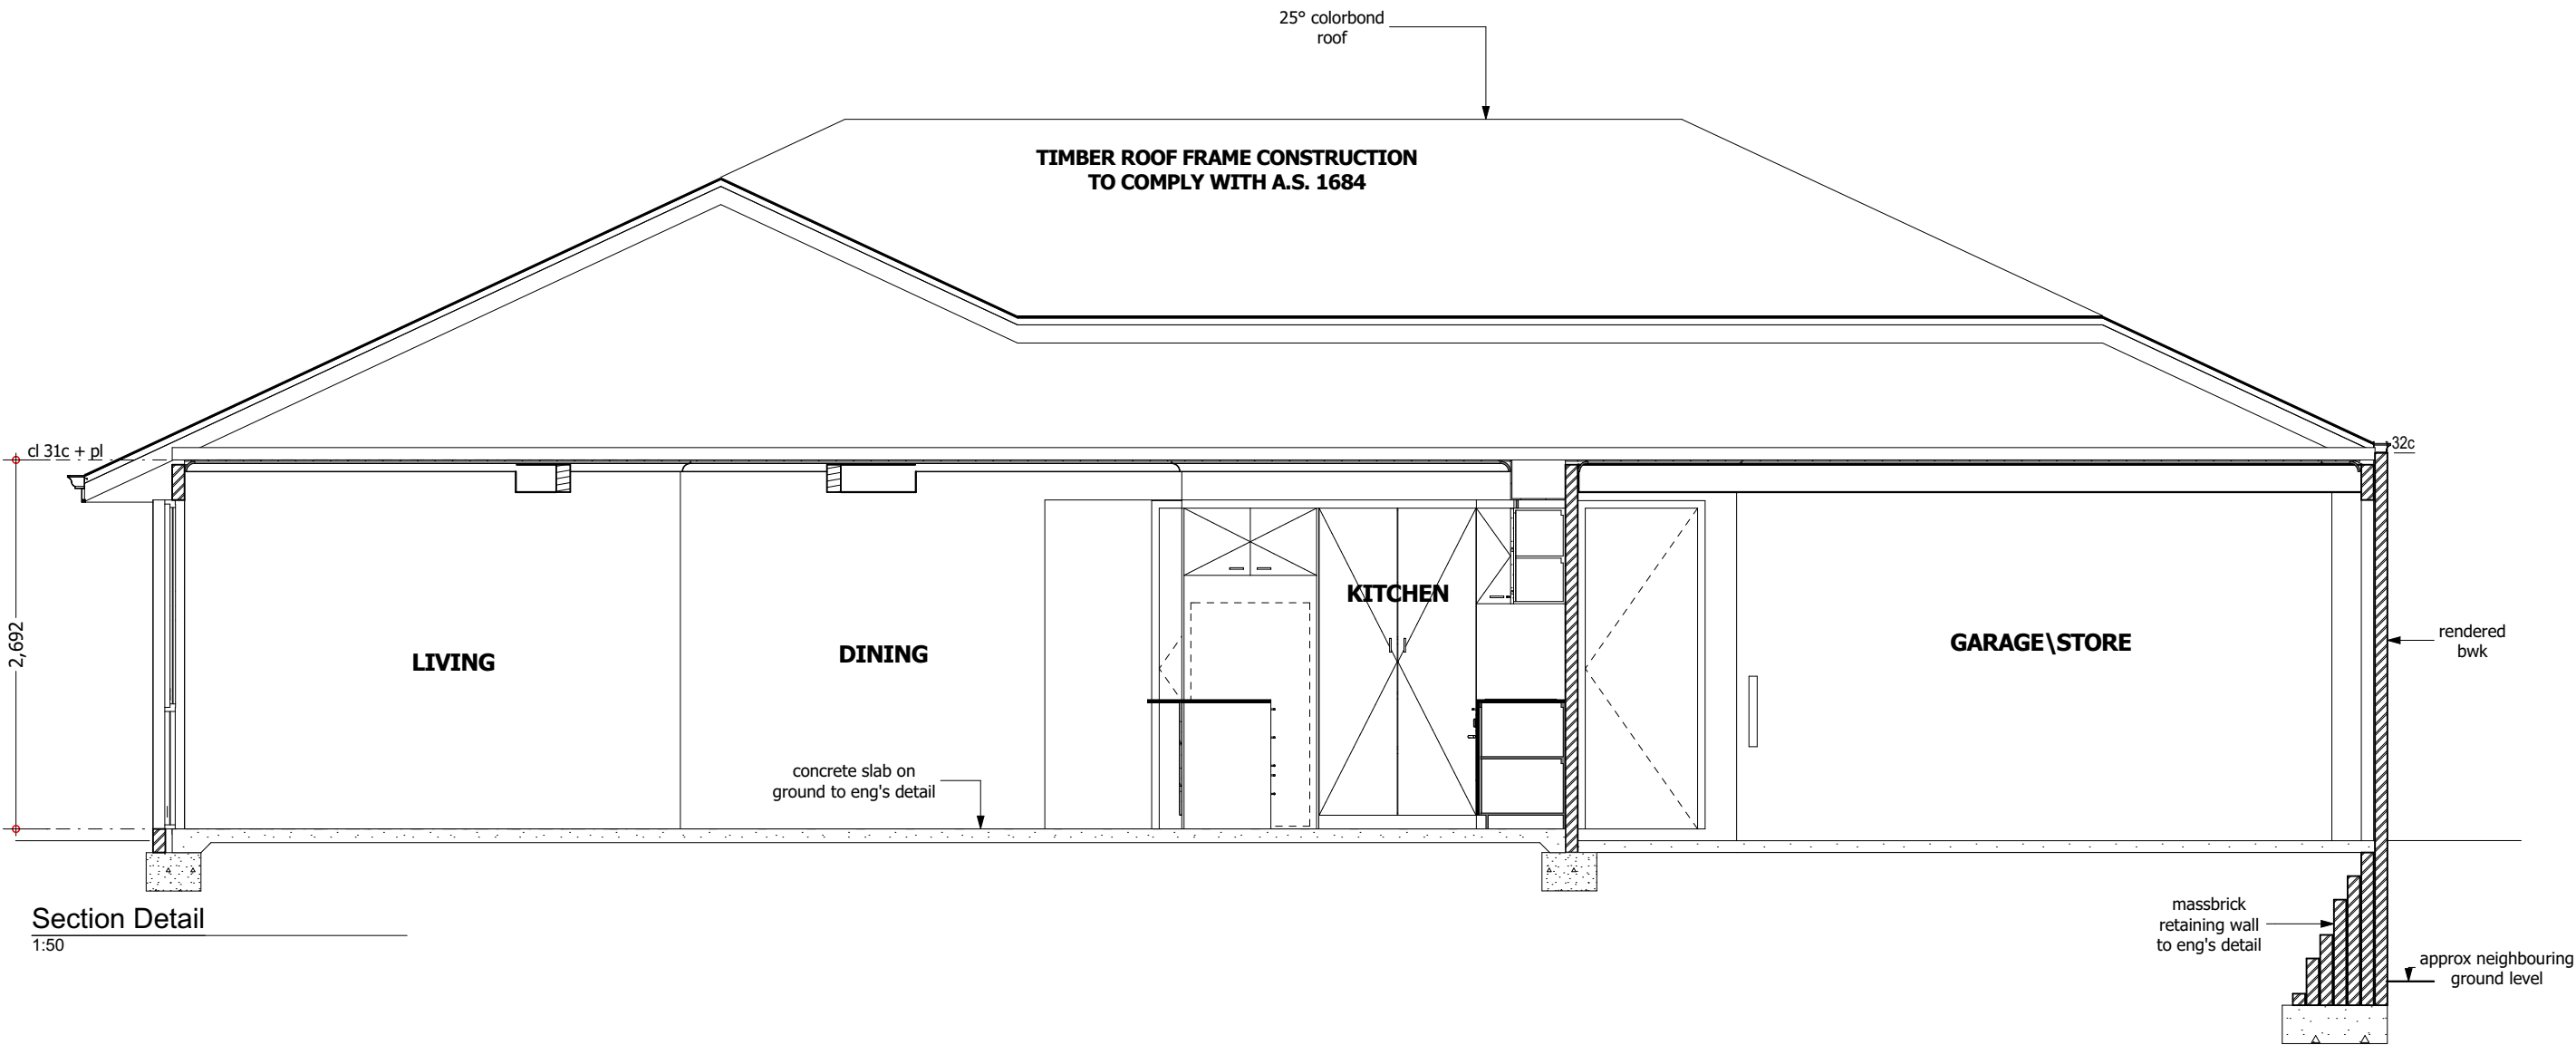 25° colorbond
roof
TIMBER ROOF FRAME CONSTRUCTION
TO COMPLY WITH A.S. 1684
cl 31c + pl
32c
2,692
LIVING
DINING
KITCHEN
GARAGE\STORE
rendered
bwk
concrete slab on
ground to eng's detail
Section Detail
1:50
massbrick
retaining wall
to eng's detail
approx neighbouring
ground level